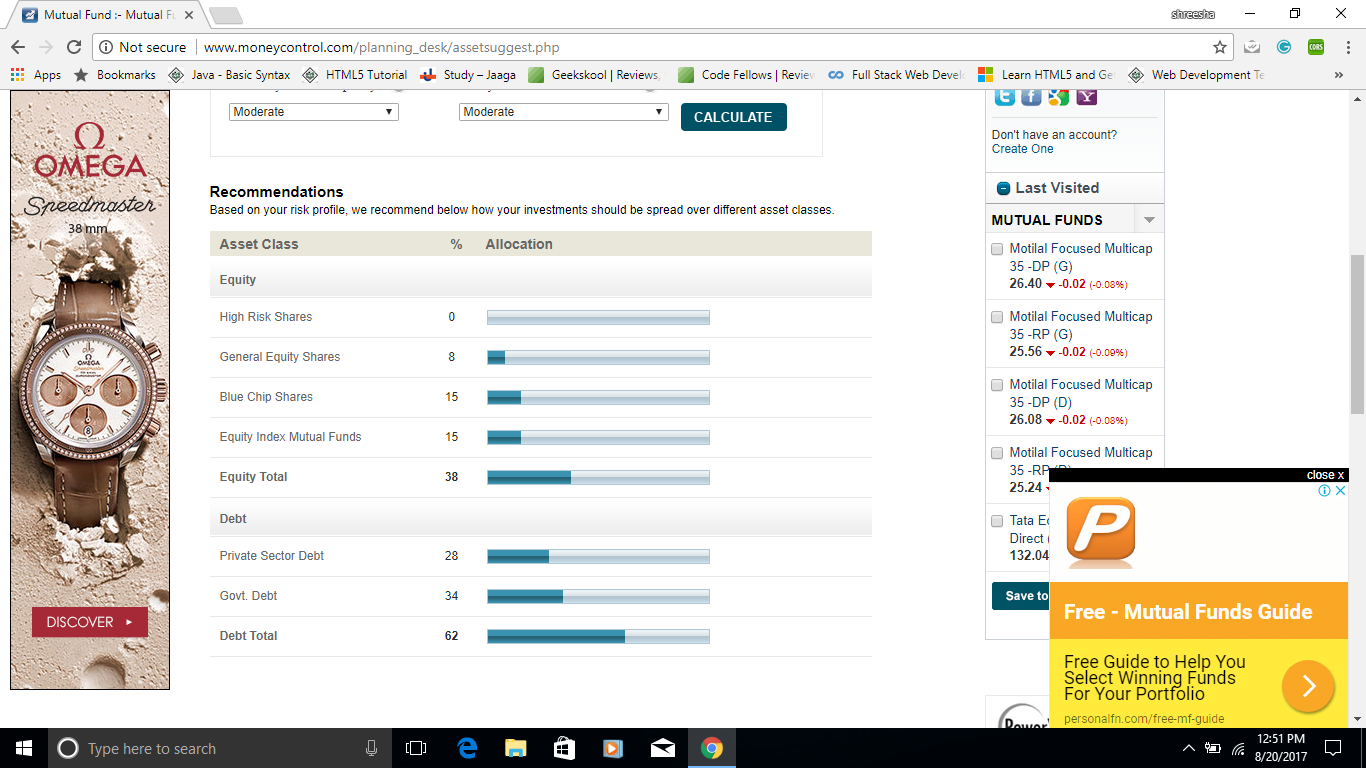 Mutual Fund :- Mutual Fu
shreesha
Not secure
www.moneycontrol.com/planning_desk/assetsuggest.php
Apps
Bookmarks
Java - Basic Syntax
HTML5 Tutorial
Study – Jaaga
Geekskool | Reviews,
Code Fellows | Review
Full Stack Web Develo
Learn HTML5 and Ge
Web Development Te
CORS
Ω
OMEGA
Speedmaster
38 mm
DISCOVER
Moderate
Moderate
CALCULATE
Recommendations
Based on your risk profile, we recommend below how your investments should be spread over different asset classes.
Asset Class % Allocation
Equity
High Risk Shares 0
General Equity Shares 8
Blue Chip Shares 15
Equity Index Mutual Funds 15
Equity Total 38
Debt
Private Sector Debt 28
Govt. Debt 34
Debt Total 62
Don't have an account?
Create One
Last Visited
MUTUAL FUNDS
Motilal Focused Multicap
35 -DP (G)
26.40 -0.02 (-0.08%)
Motilal Focused Multicap
35 -RP (G)
25.56 -0.02 (-0.09%)
Motilal Focused Multicap
35 -DP (D)
26.08 -0.02 (-0.08%)
Motilal Focused Multicap
35 -RP
25.24
Tata
Direct
132.04
Save to
close x
P
Free - Mutual Funds Guide
Free Guide to Help You
Select Winning Funds
For Your Portfolio
personalfn.com/free-mf-guide
Type here to search
12:51 PM
8/20/2017